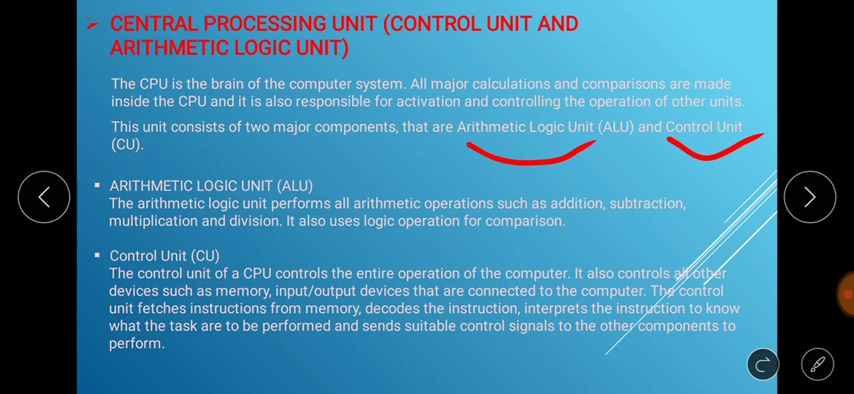 CENTRAL PROCESSING UNIT (CONTROL UNIT AND
ARITHMETIC LOGIC UNIT)
The CPU is the brain of the computer system. All major calculations and comparisons are made
inside the CPU and it is also responsible for activation and controlling the operation of other units.
This unit consists of two major components, that are Arithmetic Logic Unit (ALU) and Control Unit
(CU).
ARITHMETIC LOGIC UNIT (ALU)
The arithmetic logic unit performs all arithmetic operations such as addition, subtraction,
multiplication and division. It also uses logic operation for comparison.
Control Unit (CU)
The control unit of a CPU controls the entire operation of the computer. It also controls all other
devices such as memory, input/output devices that are connected to the computer. The control
unit fetches instructions from memory, decodes the instruction, interprets the instruction to know
what the task are to be performed and sends suitable control signals to the other components to
perform.